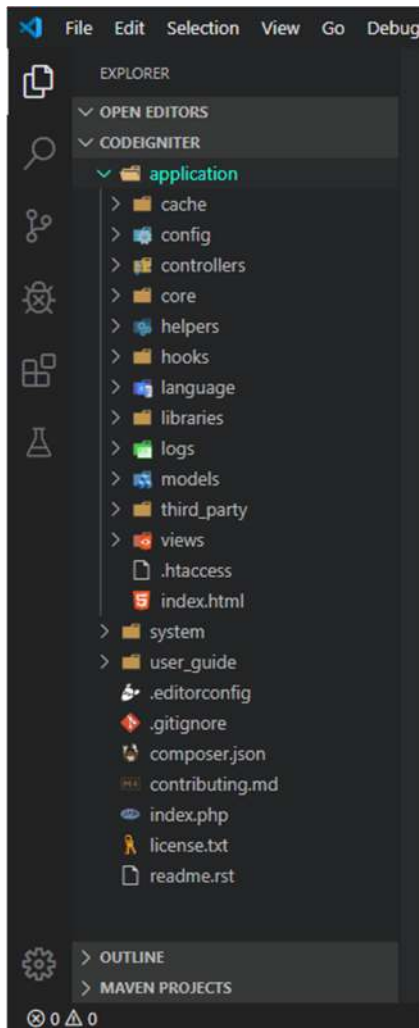 File Edit Selection View Go Debug
EXPLORER
OPEN EDITORS
CODEIGNITER
application
cache
config
controllers
core
helpers
hooks
language
libraries
logs
models
third_party
views
.htaccess
index.html
system
user_guide
.editorconfig
.gitignore
composer.json
contributing.md
index.php
license.txt
readme.rst
OUTLINE
MAVEN PROJECTS
0 0